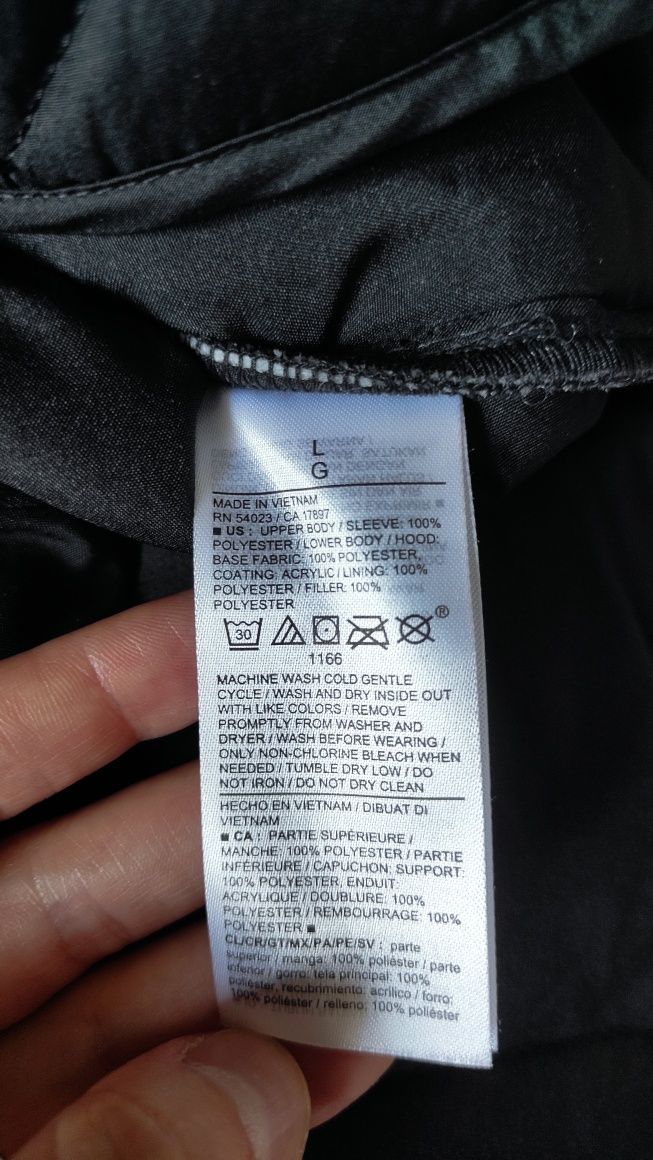 L
G
MADE IN VIETNAM
RN 54023 / CA 17897
■ US : UPPER BODY / SLEEVE: 100%
POLYESTER / LOWER BODY / HOOD:
BASE FABRIC: 100% POLYESTER,
COATING: ACRYLIC / LINING: 100%
POLYESTER / FILLER: 100%
POLYESTER
30 ®
1166
MACHINE WASH COLD GENTLE
CYCLE / WASH AND DRY INSIDE OUT
WITH LIKE COLORS / REMOVE
PROMPTLY FROM WASHER AND
DRYER / WASH BEFORE WEARING /
ONLY NON-CHLORINE BLEACH WHEN
NEEDED / TUMBLE DRY LOW / DO
NOT IRON / DO NOT DRY CLEAN
HECHO EN VIETNAM / DIBUAT DI
VIETNAM
■ CA : PARTIE SUPÉRIEURE /
MANCHE: 100% POLYESTER / PARTIE
INFÉRIEURE / CAPUCHON: SUPPORT:
100% POLYESTER, ENDUIT:
ACRYLIQUE / DOUBLURE: 100%
POLYESTER / REMBOURRAGE: 100%
POLYESTER ■
CL/CR/GT/MX/PA/PE/SV : parte
superior / manga: 100% poliéster / parte
inferior / gorro: tela principal: 100%
poliéster, recubrimiento: acrílico / forro:
100% poliéster / relleno: 100% poliéster